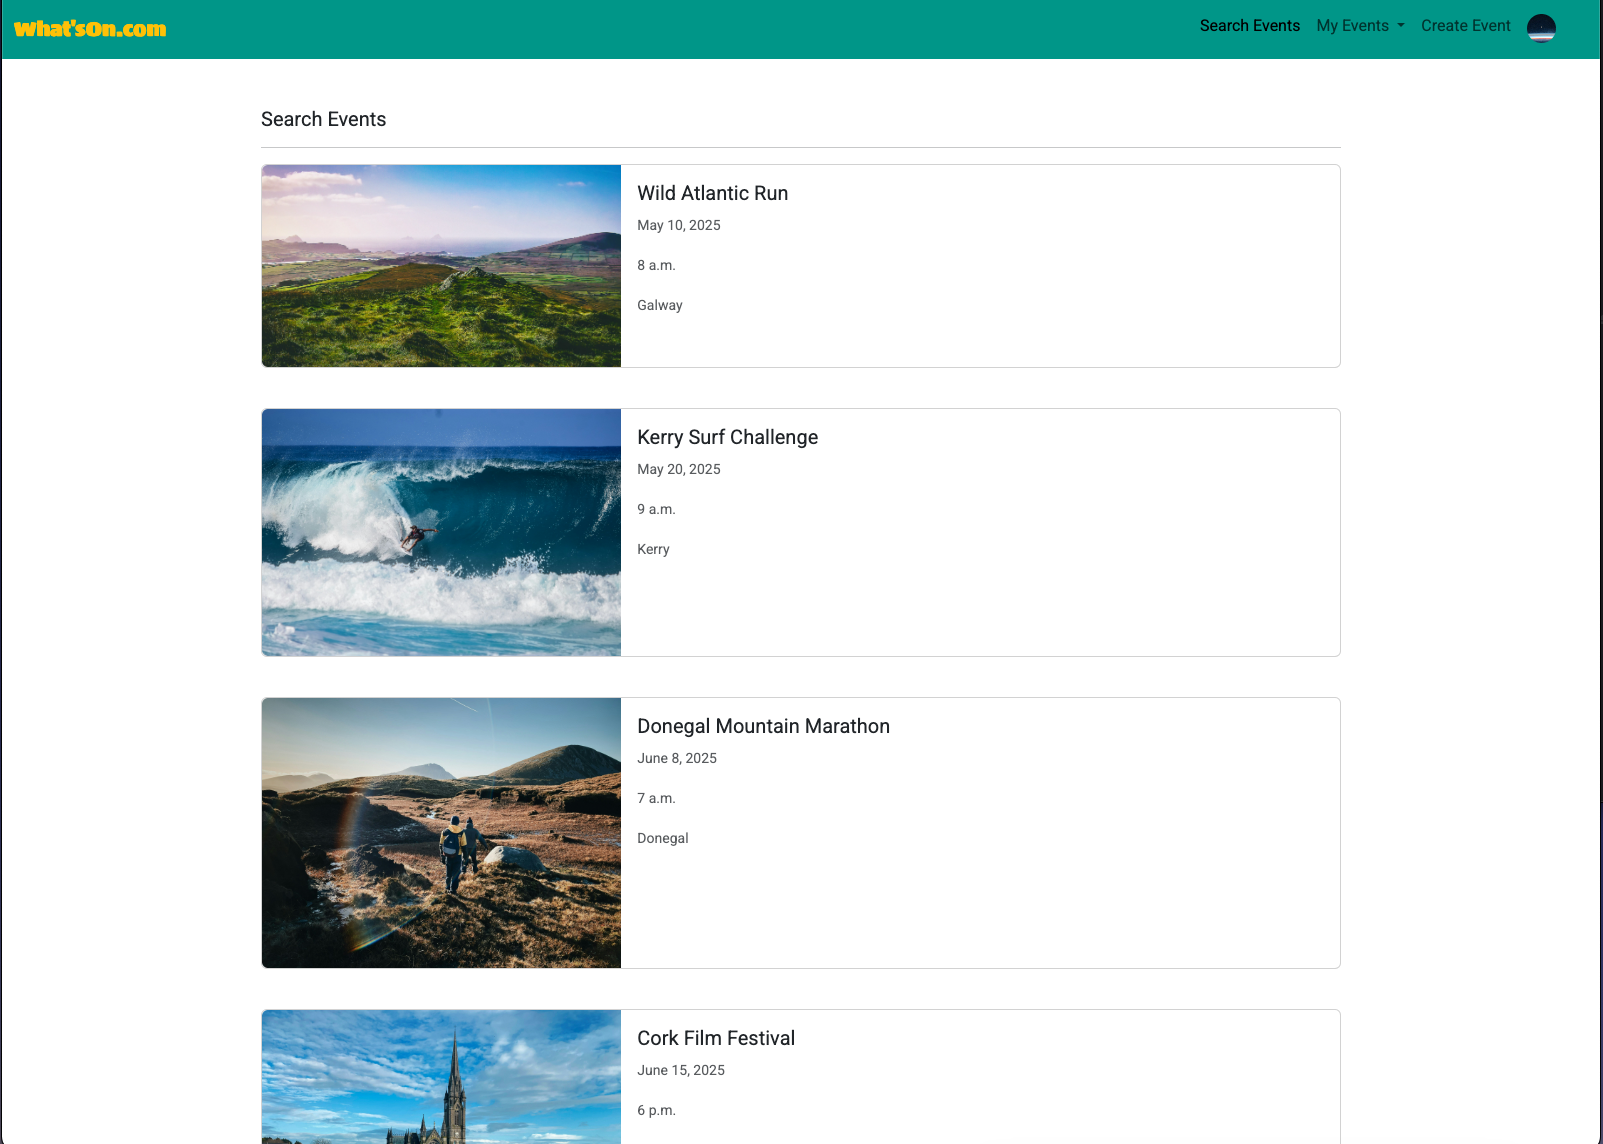 What'sOn.com
Search Events My Events Create Event
Search Events
Wild Atlantic Run
May 10, 2025
8 a.m.
Galway
Kerry Surf Challenge
May 20, 2025
9 a.m.
Kerry
Donegal Mountain Marathon
June 8, 2025
7 a.m.
Donegal
Cork Film Festival
June 15, 2025
6 p.m.